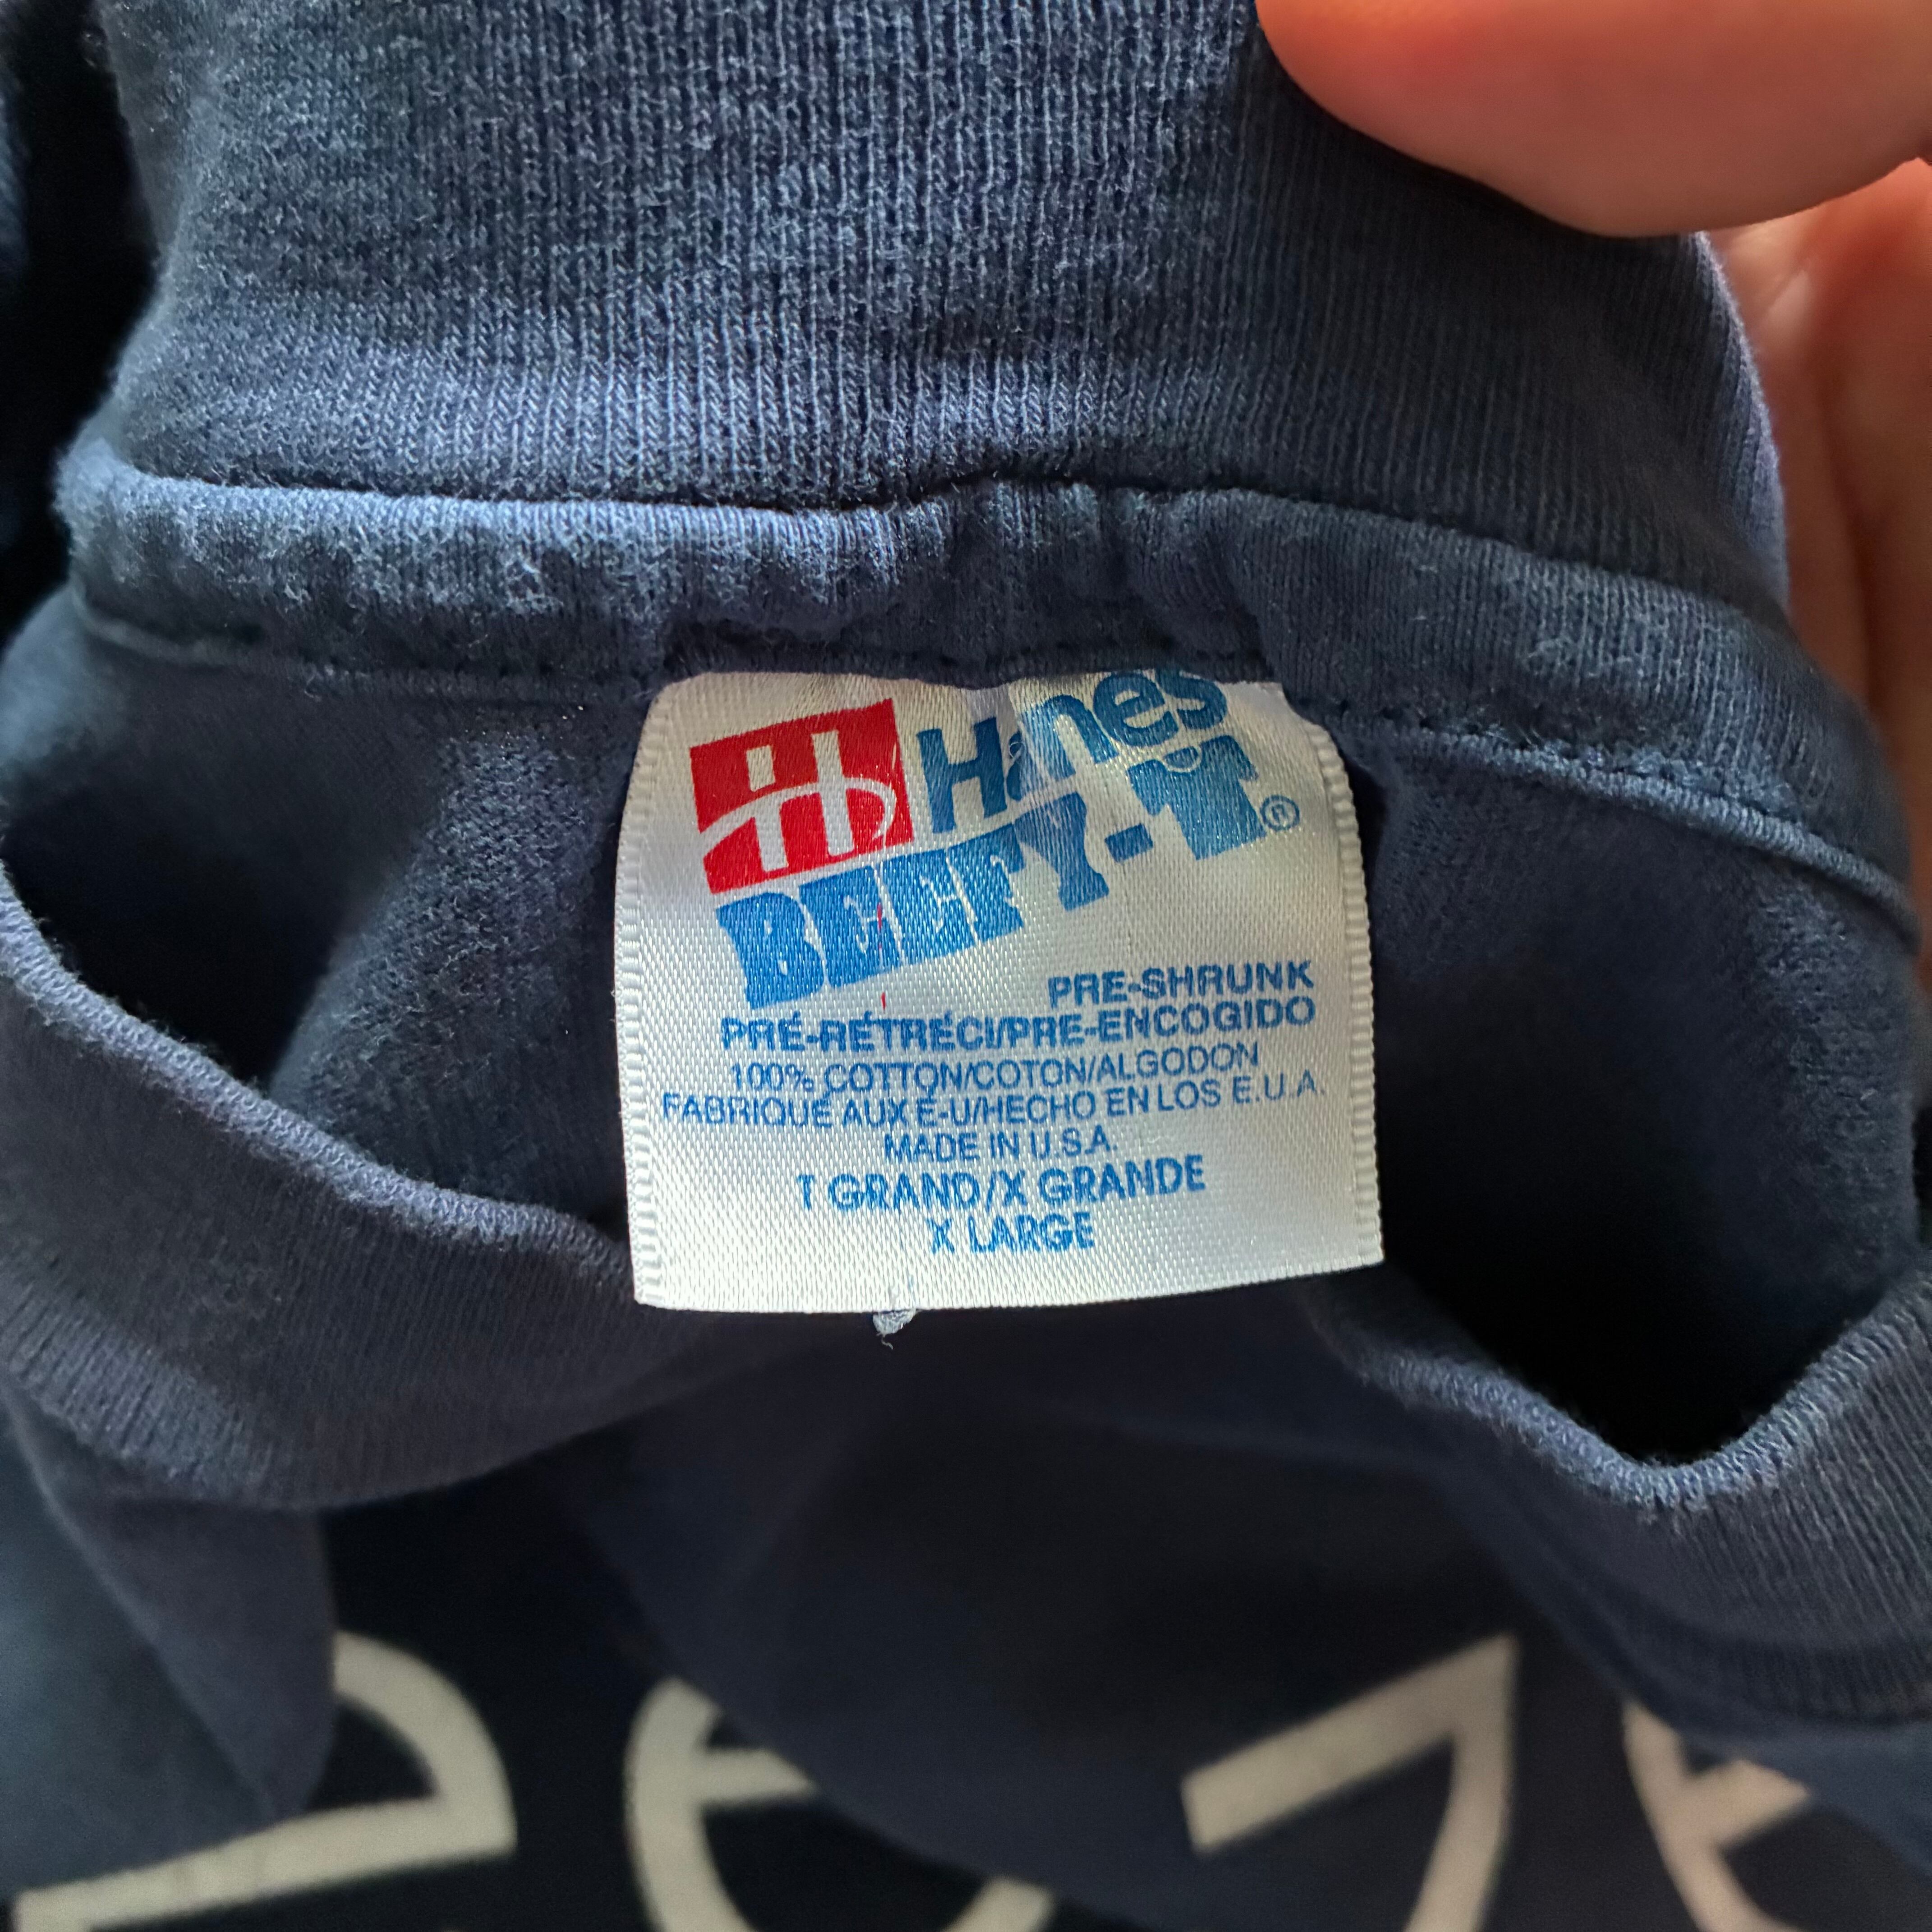 Hanes
BEEFY-T®
PRE-SHRUNK
PRÉ-RÉTRÉCI/PRE-ENCOGIDO
100% COTTON/COTON/ALGODON
FABRIQUÉ AUX É-U/HECHO EN LOS E.U.A.
MADE IN U.S.A.
T GRAND/X GRANDE
X LARGE